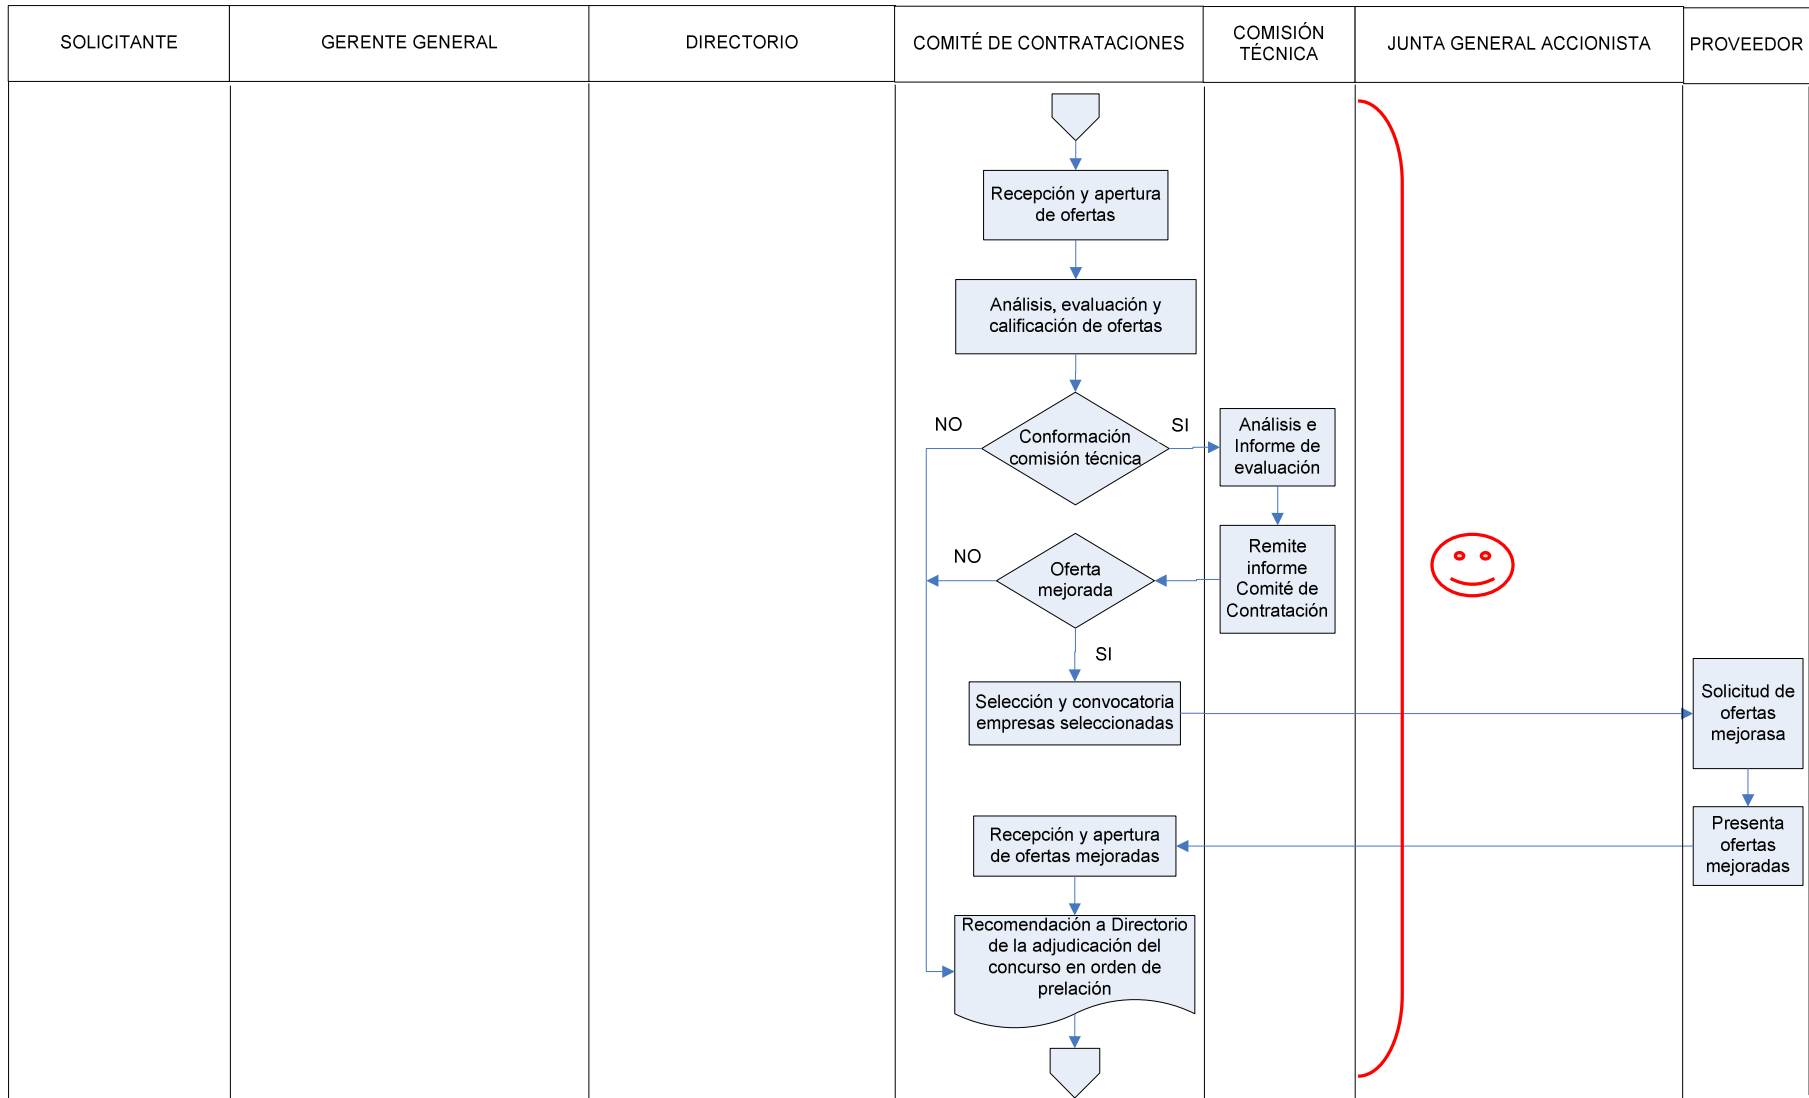 SOLICITANTE
GERENTE GENERAL
DIRECTORIO
COMITÉ DE CONTRATACIONES
COMISIÓN
TÉCNICA
JUNTA GENERAL ACCIONISTA
PROVEEDOR
Recepción y apertura
de ofertas
Análisis, evaluación y
calificación de ofertas
NO
Conformación
comisión técnica
SI
Análisis e
Informe de
evaluación
NO
Oferta
mejorada
Remite
informe
Comité de
Contratación
SI
Selección y convocatoria
empresas seleccionadas
Solicitud de
ofertas
mejorasa
Recepción y apertura
de ofertas mejoradas
Presenta
ofertas
mejoradas
Recomendación a Directorio
de la adjudicación del
concurso en orden de
prelación